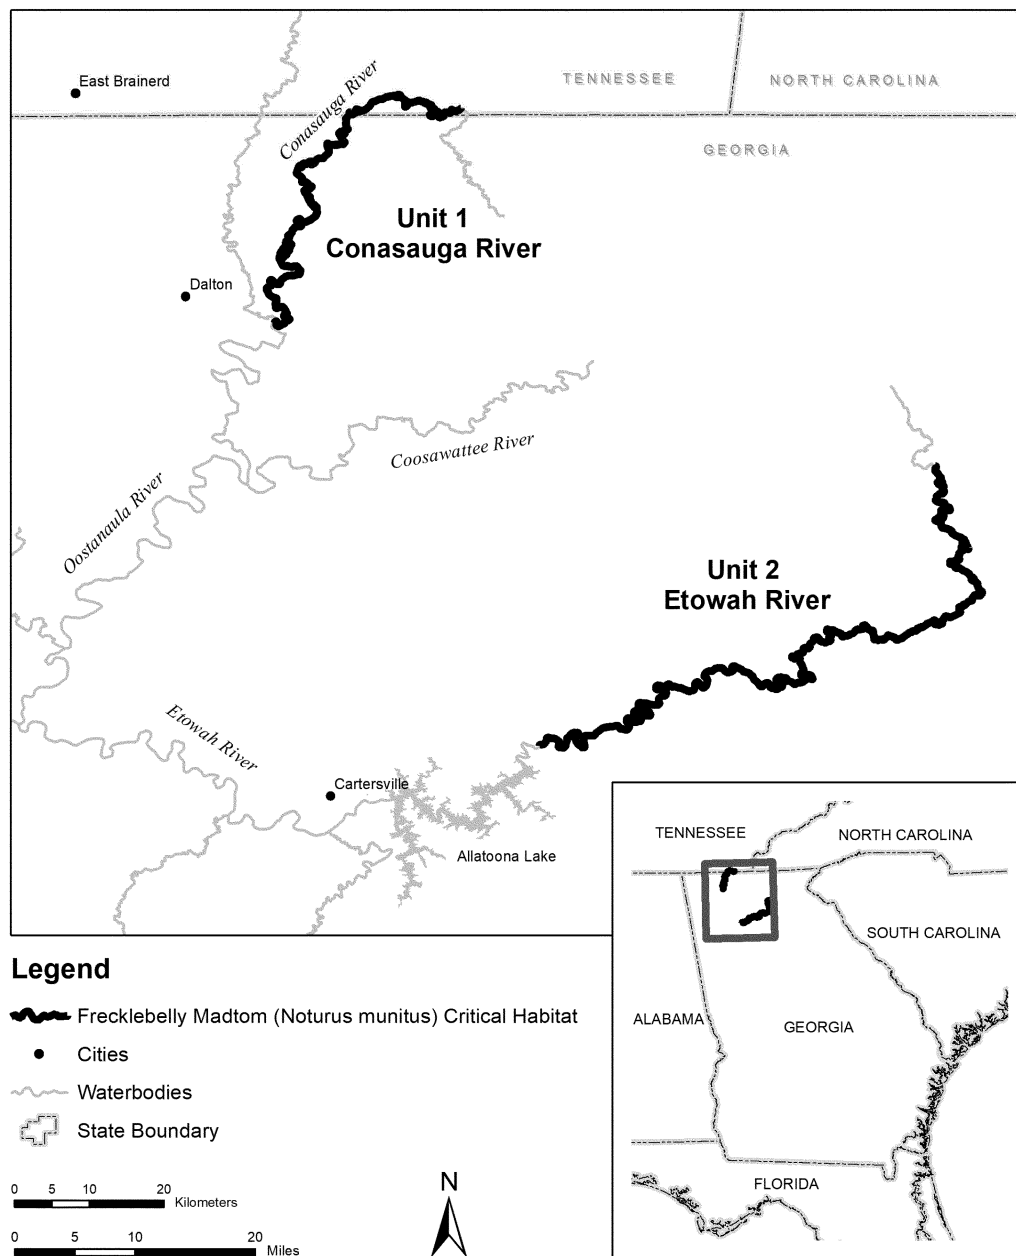 East Brainerd
Conasauga River
TENNESSEE
NORTH CAROLINA
GEORGIA
Unit 1
Conasauga River
Dalton
Coosawattee River
Oostanaula River
Unit 2
Etowah River
Etowah River
Cartersville
Allatoona Lake
TENNESSEE
NORTH CAROLINA
SOUTH CAROLINA
ALABAMA
GEORGIA
FLORIDA
Legend
Frecklebelly Madtom (Noturus munitus) Critical Habitat
Cities
Waterbodies
State Boundary
0 5 10 20
Kilometers
0 5 10 20
Miles
N